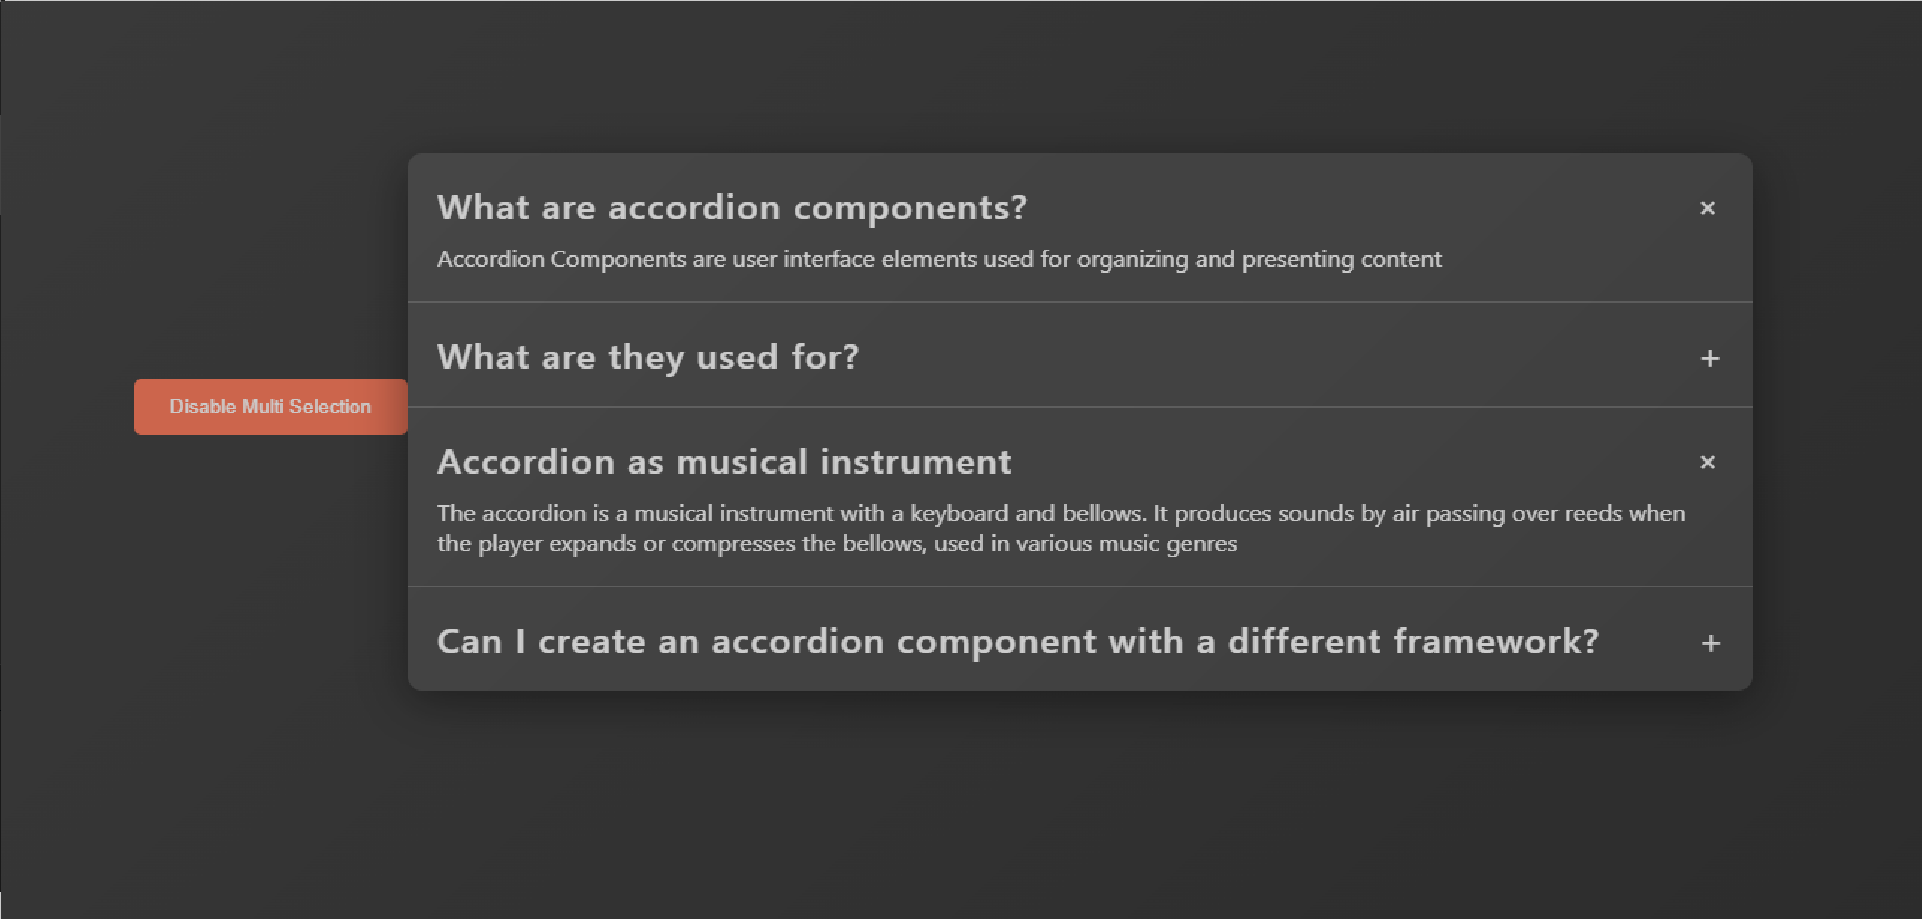 What are accordion components? ×
Accordion Components are user interface elements used for organizing and presenting content
What are they used for? +
Disable Multi Selection
Accordion as musical instrument ×
The accordion is a musical instrument with a keyboard and bellows. It produces sounds by air passing over reeds when
the player expands or compresses the bellows, used in various music genres
Can I create an accordion component with a different framework? +